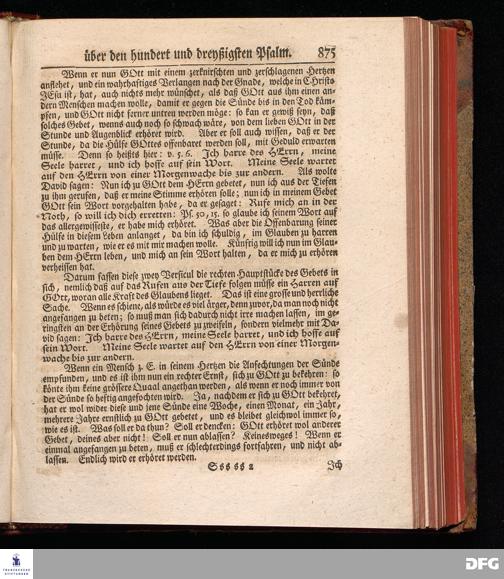 über den hundert und dreyßigsten Psalm. 875
Wenn er nun GOtt mit einem zerknirschten und zerschlagenen Hertzen
anflehet, und ein wahrhaftiges Verlangen nach der Gnade, welche in Christo
JEsu ist, hat, auch nichts mehr wünschet, als daß GOtt aus ihm einen an-
dern Menschen machen wolle, damit er gegen die Sünde bis in den Tod käm-
pfen, und GOtt nicht ferner untreu werden möge: so kan er gewiß seyn, daß
solches Gebet, wenns auch noch so schwach wäre, von dem lieben GOtt in der
Stunde und Augenblick erhöret wird. Aber er soll auch wissen, daß er der
Stunde, da die Hülfe GOttes offenbaret werden soll, mit Geduld erwarten
müsse. Denn so heißts hier: v. 5. 6. Ich harre des HErrn, meine
Seele harret, und ich hoffe auf sein Wort. Meine Seele wartet
auf den HErrn von einer Morgenwache bis zur andern. Als wolte
David sagen: Nun ich zu GOtt dem HErrn gebetet, nun ich aus der Tiefen
zu ihm gerufen, daß er meine Stimme erhören solle; nun ich in meinem Gebet
GOtt sein Wort vorgehalten habe, da er gesaget: Rufe mich an in der
Noth, so will ich dich erretten: Ps. 50, 15. so glaube ich seinem Wort auf
das allergewisseste, er habe mich erhöret. Was aber die Offenbarung seiner
Hülfe in diesem Leben anlanget, da bin ich schuldig, im Glauben zu harren
und zu warten, wie er es mit mir machen wolle. Künftig will ich nun im Glau-
ben dem HErrn leben, und mich an sein Wort halten, da er mich zu erhören
verheissen hat.
Darum fassen diese zwey Versicul die rechten Hauptstücke des Gebets in
sich, nemlich daß auf das Rufen aus der Tiefe folgen müsse ein Harren auf
GOtt, woran alle Kraft des Glaubens lieget. Das ist eine grosse und herrliche
Sache. Wenn es schiene, als würde es viel ärger, denn zuvor, da man noch nicht
angefangen zu beten; so muß man sich dadurch nicht irre machen lassen, im ge-
ringsten an der Erhörung seines Gebets zu zweifeln, sondern vielmehr mit Da-
vid sagen: Ich harre des HErrn, meine Seele harret, und ich hoffe auf
sein Wort. Meine Seele wartet auf den HErrn von einer Morgen-
wache bis zur andern.
Wenn ein Mensch z. E. in seinem Hertzen die Anfechtungen der Sünde
empfunden, und es ist ihm nun ein rechter Ernst, sich zu GOtt zu bekehren: so
könte ihm keine grössere Quaal angethan werden, als wenn er noch immer von
der Sünde so heftig angefochten wird. Ja, nachdem er sich zu GOtt bekehret,
hat er wol wider diese und jene Sünde eine Woche, einen Monat, ein Jahr,
mehrere Jahre ernstlich zu GOtt gebetet, und es bleibet gleichwol immer so,
wie es ist. Was soll er da thun? Soll er dencken: GOtt erhöret wol anderer
Gebet, deines aber nicht! Soll er nun ablassen? Keinesweges! Wenn er
einmal angefangen zu beten, muß er schlechterdings fortfahren, und nicht ab-
lassen. Endlich wird er erhöret werden.
Sssss 2 Ich
FRANCKESCHE
STIFTUNGEN
DFG